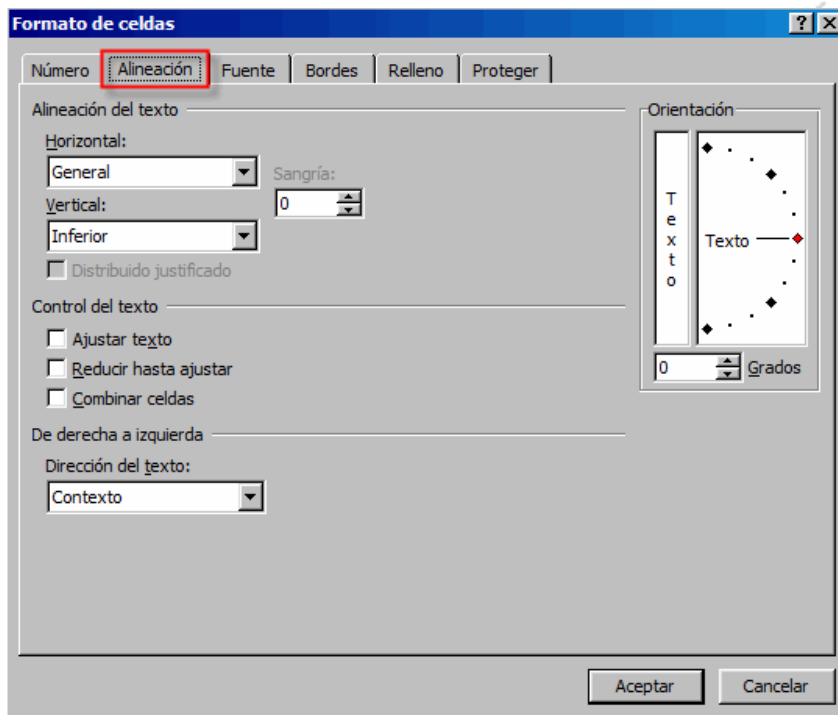 Formato de celdas
Número Alineación Fuente Bordes Relleno Proteger
Alineación del texto
Horizontal:
General
Sangría:
0
Vertical:
Inferior
Distribuido justificado
Control del texto
Ajustar texto
Reducir hasta ajustar
Combinar celdas
De derecha a izquierda
Dirección del texto:
Contexto
Orientación
Texto
Texto
0 Grados
Aceptar Cancelar